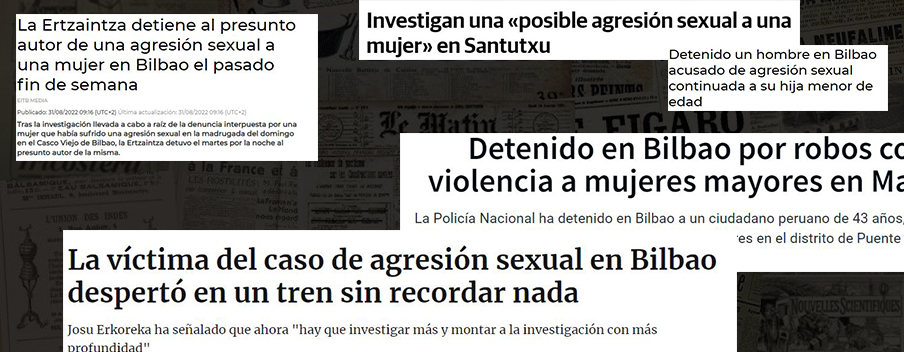 La Ertzaintza detiene al presunto
autor de una agresión sexual a
una mujer en Bilbao el pasado
fin de semana
EITB MEDIA
Publicado: 31/08/2022 09:16 (UTC+2) Última actualización: 31/08/2022 09:16 (UTC+2)
Tras la investigación llevada a cabo a raíz de la denuncia interpuesta por una
mujer que había sufrido una agresión sexual en la madrugada del domingo
en el Casco Viejo de Bilbao, la Ertzaintza detuvo el martes por la noche al
presunto autor de la misma.
Investigan una «posible agresión sexual a una
mujer» en Santutxu
Detenido un hombre en Bilbao
acusado de agresión sexual
continuada a su hija menor de
edad
Le Matin
FIGARO
Detenido en Bilbao por robos co
violencia a mujeres mayores en Ma
La Policía Nacional ha detenido en Bilbao a un ciudadano peruano de 43 años,
res en el distrito de Puente
L'UNION DES INDES
La víctima del caso de agresión sexual en Bilbao
despertó en un tren sin recordar nada
Josu Erkoreka ha señalado que ahora "hay que investigar más y montar a la investigación con más
profundidad"
NOUVELLES SCIENTIFIQUES